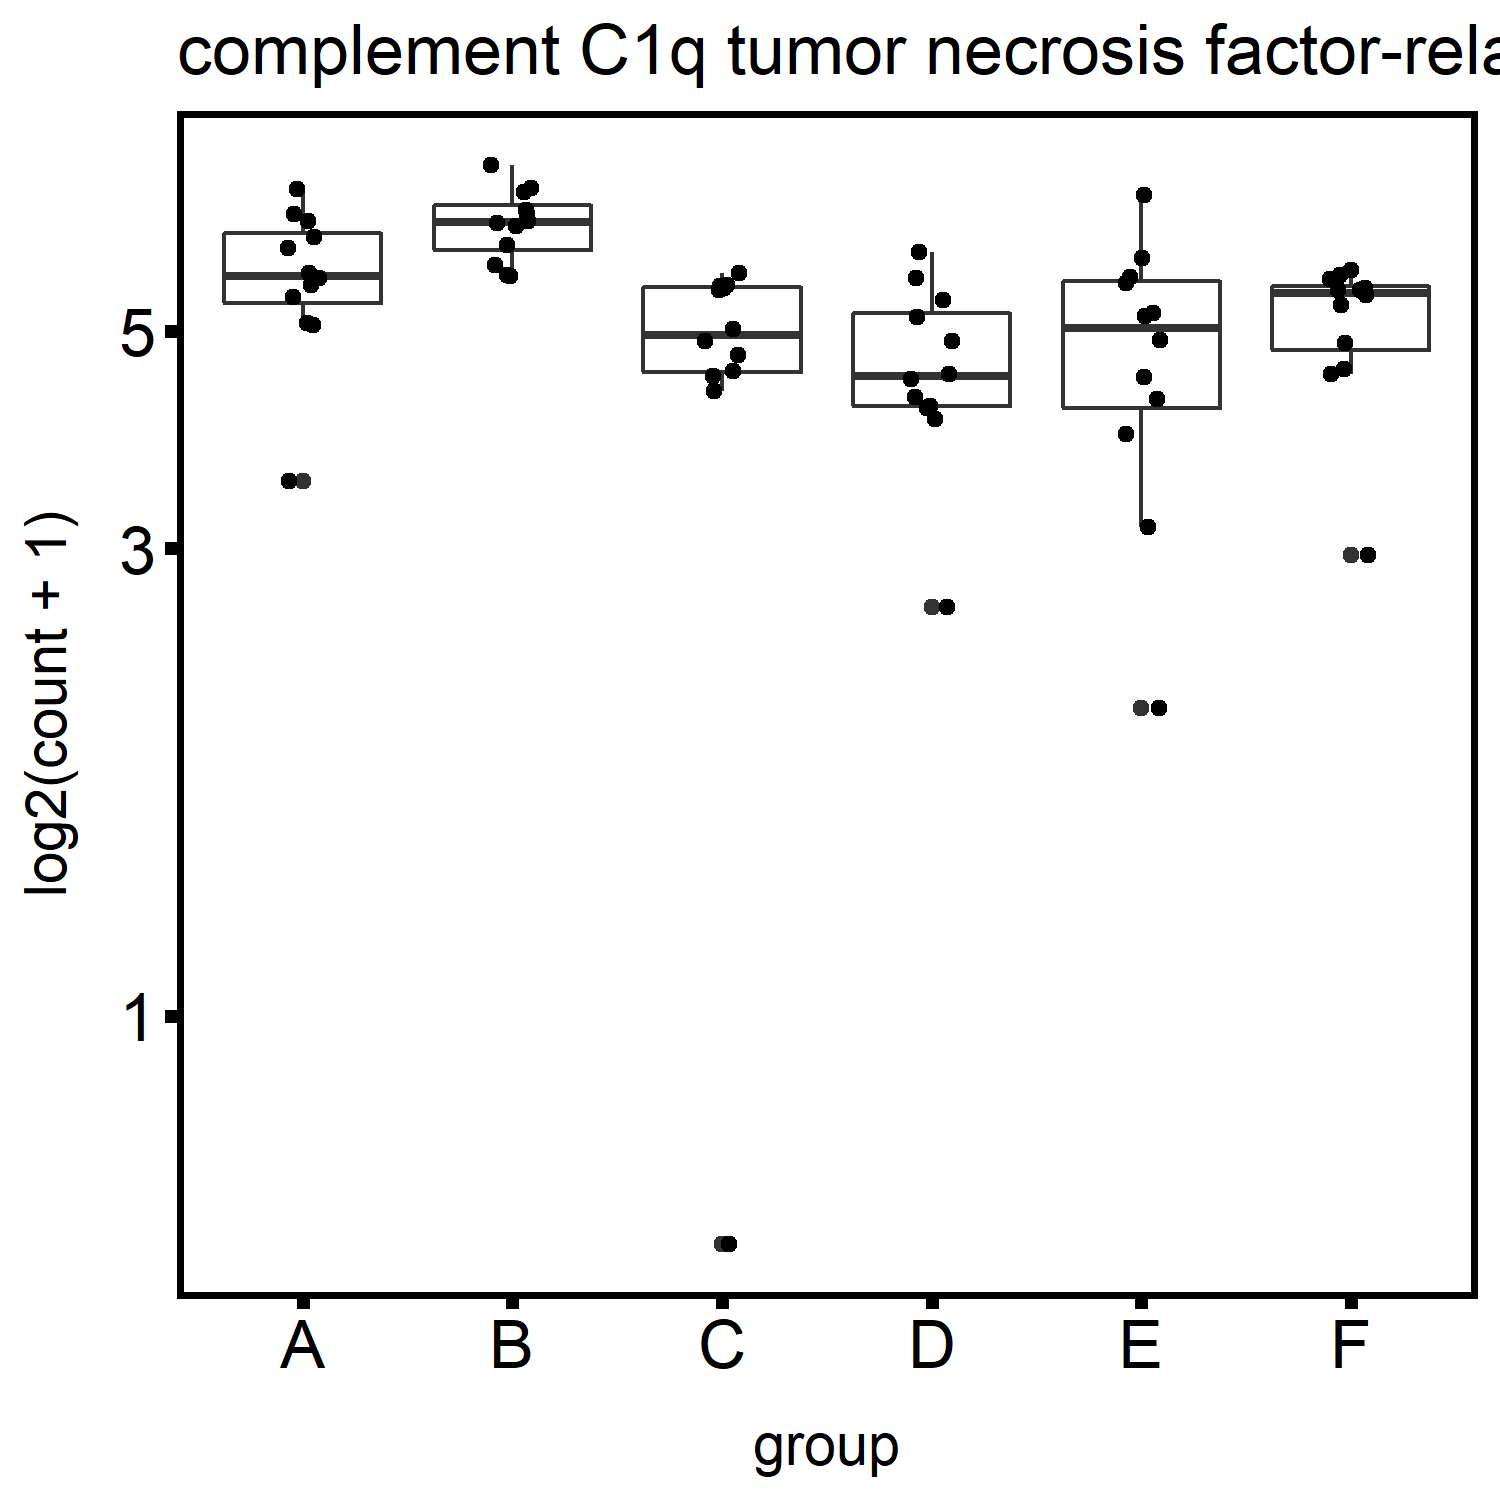 complement C1q tumor necrosis factor-rela
log2(count + 1)
5
3
1
A B C D E F
group